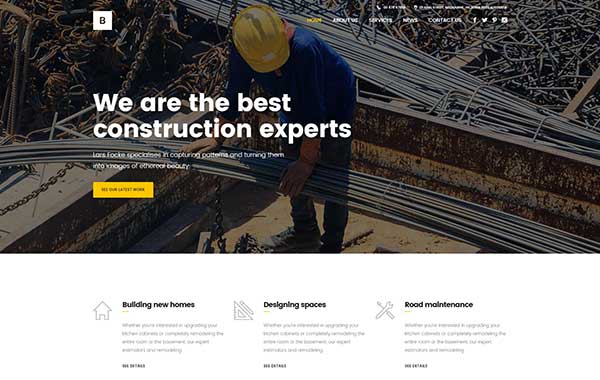 B
HOME
ABOUT US
SERVICES
NEWS
CONTACT US
We are the best
construction experts
Lars Focke specialises in capturing patterns and turning them
into images of ethereal beauty.
SEE OUR LATEST WORK
Building new homes
Whether you're interested in upgrading your
kitchen cabinets or completely remodeling the
entire room or the basement, our expert
estimators and remodeling
SEE DETAILS
Designing spaces
Whether you're interested in upgrading your
kitchen cabinets or completely remodeling the
entire room or the basement, our expert
estimators and remodeling
SEE DETAILS
Road maintenance
Whether you're interested in upgrading your
kitchen cabinets or completely remodeling the
entire room or the basement, our expert
estimators and remodeling
SEE DETAILS